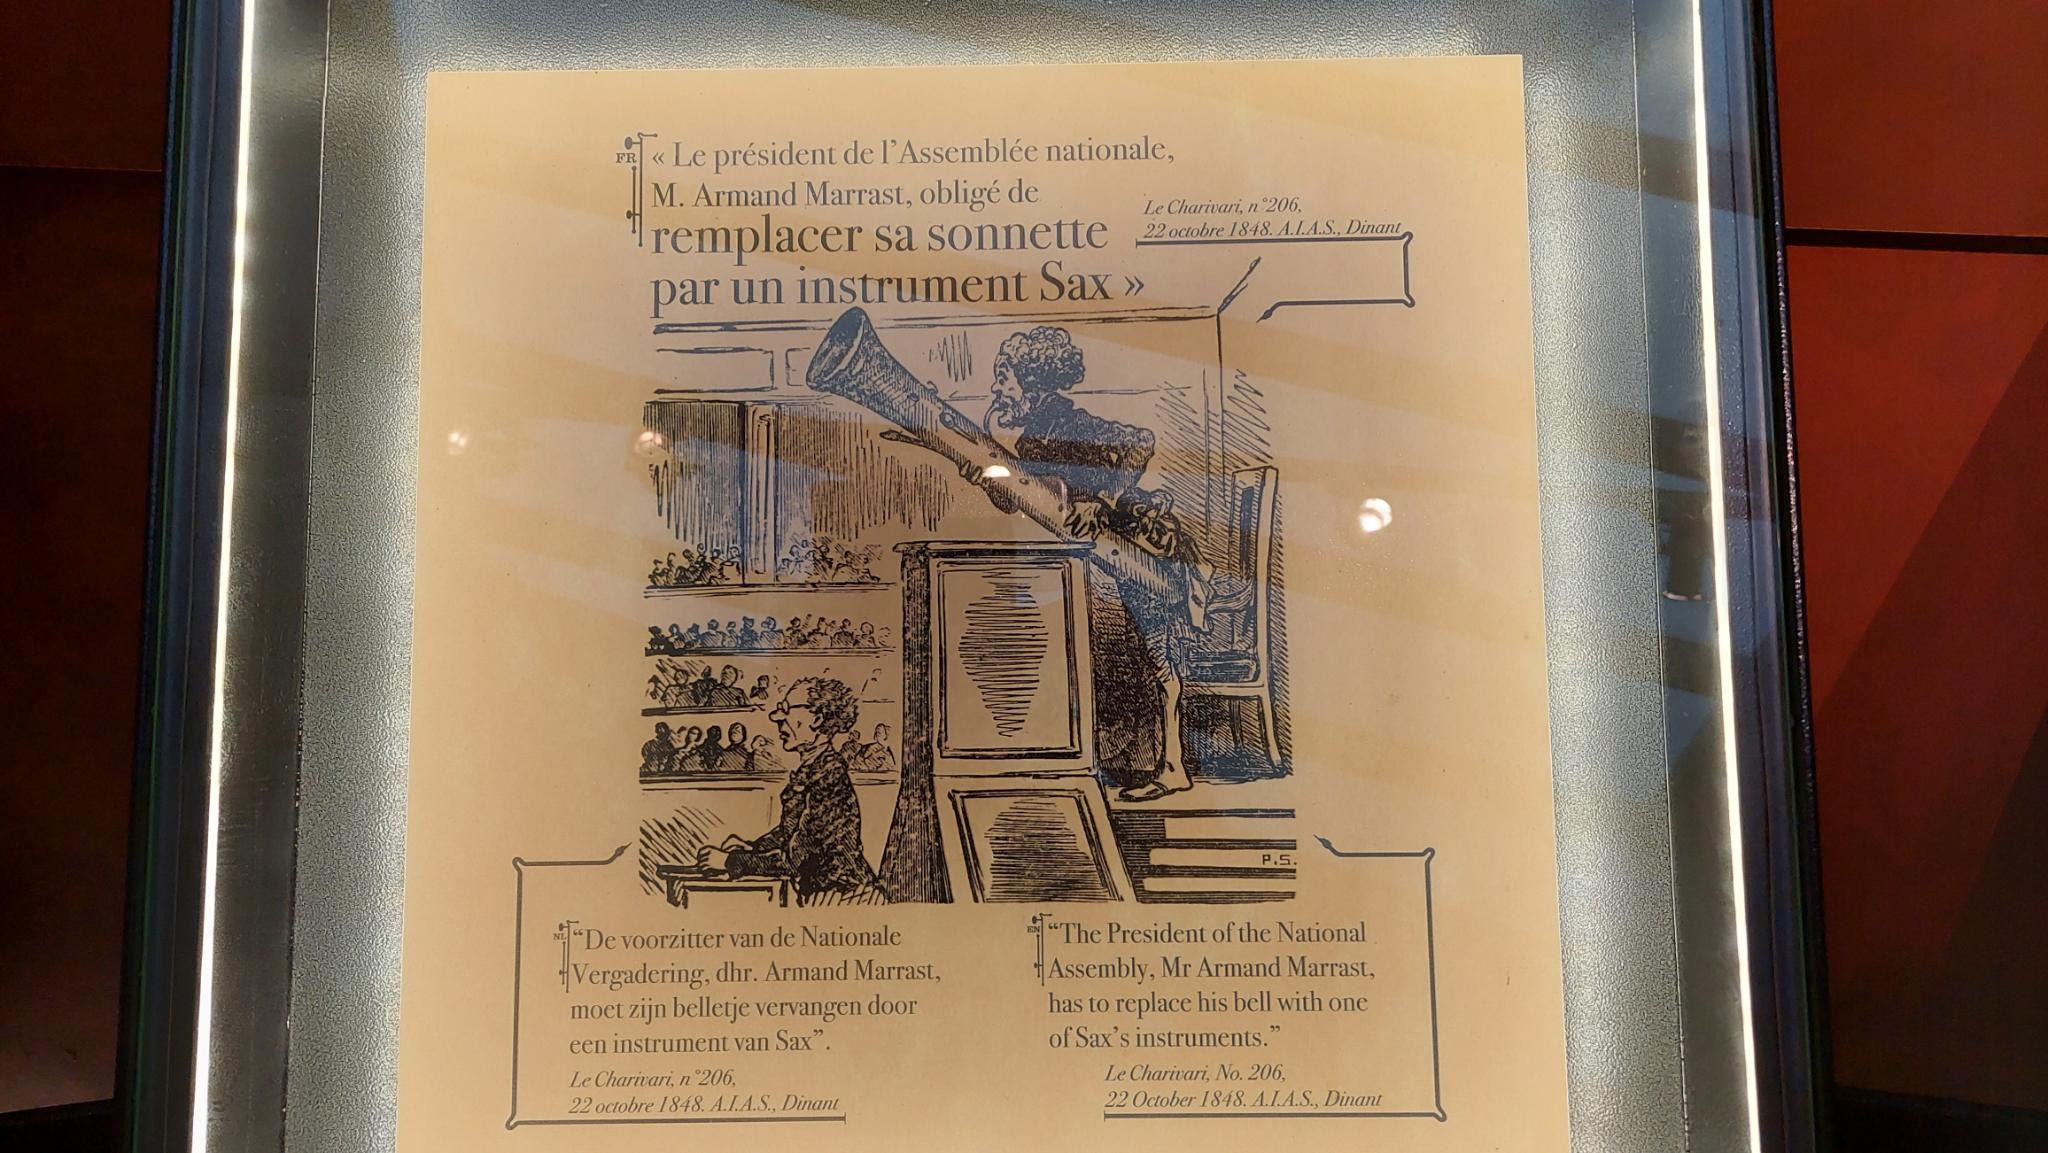 FR
« Le président de l'Assemblée nationale,
M. Armand Marrast, obligé de
remplacer sa sonnette
par un instrument Sax »
Le Charivari, n°206,
22 octobre 1848. A.I.A.S., Dinant
P.S.
NL
“De voorzitter van de Nationale
Vergadering, dhr. Armand Marrast,
moet zijn belletje vervangen door
een instrument van Sax”.
Le Charivari, n°206,
22 octobre 1848. A.I.A.S., Dinant
EN
“The President of the National
Assembly, Mr Armand Marrast,
has to replace his bell with one
of Sax's instruments.”
Le Charivari, No. 206,
22 October 1848. A.I.A.S., Dinant